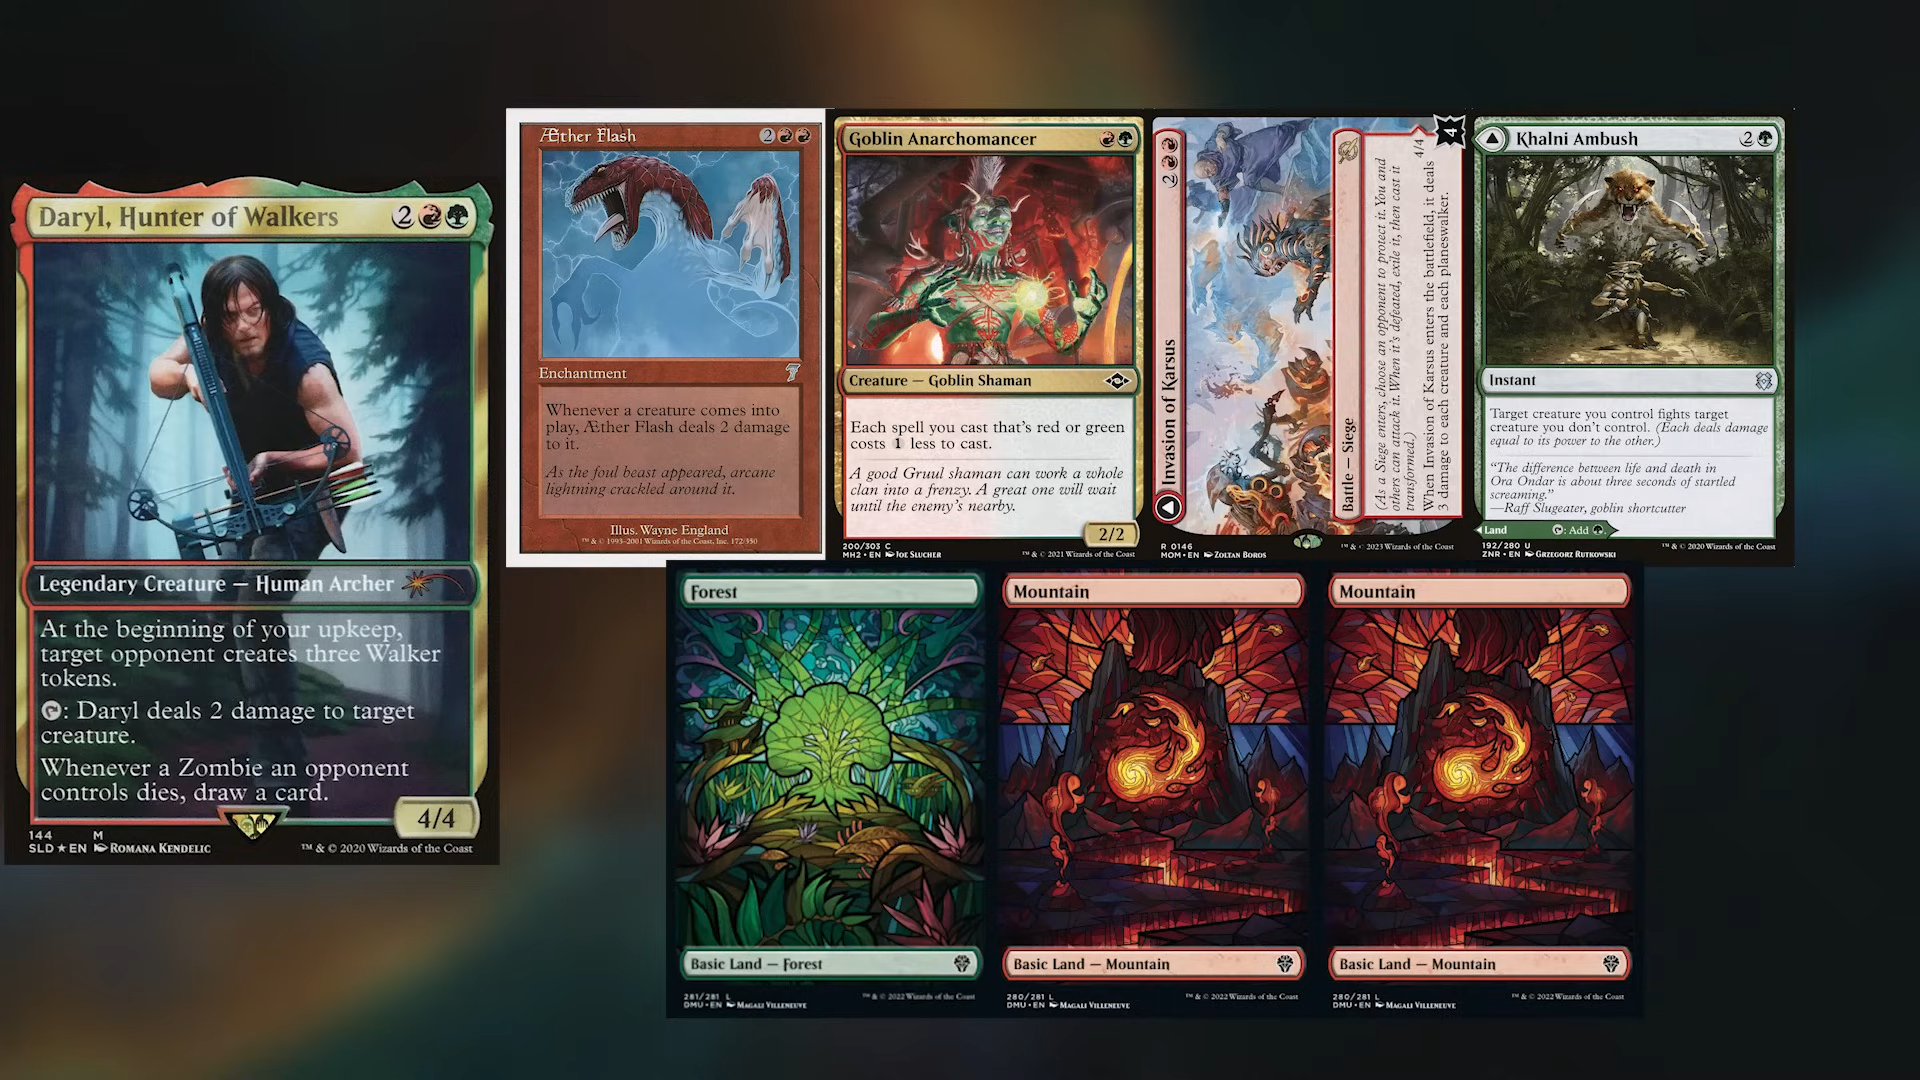 Daryl, Hunter of Walkers 2
Legendary Creature — Human Archer
At the beginning of your upkeep,
target opponent creates three Walker
tokens.
: Daryl deals 2 damage to target
creature.
Whenever a Zombie an opponent
controls dies, draw a card.
4/4
144 M
SLD ★ EN ROMANA KENDELIC ™ & © 2020 Wizards of the Coast
Æther Flash 2
Enchantment
Whenever a creature comes into
play, Æther Flash deals 2 damage
to it.
As the foul beast appeared, arcane
lightning crackled around it.
Illus. Wayne England
™ & © 1993–2001 Wizards of the Coast, Inc. 172/350
Goblin Anarchomancer
Creature — Goblin Shaman
Each spell you cast that's red or green
costs 1 less to cast.
A good Gruul shaman can work a whole
clan into a frenzy. A great one will wait
until the enemy's nearby.
2/2
200/303 C
MH2 • EN JOE SLUCHER ™ & © 2021 Wizards of the Coast
Invasion of Karsus 2
Battle — Siege
(As a Siege enters, choose an opponent to protect it. You and
others can attack it. When it's defeated, exile it, then cast it
transformed.)
When Invasion of Karsus enters the battlefield, it deals
3 damage to each creature and each planeswalker.
4/4
4
R 0146
MOM • EN ZOLTAN BOROS ™ & © 2023 Wizards of the Coast
Khalni Ambush 2
Instant
Target creature you control fights target
creature you don't control. (Each deals damage
equal to its power to the other.)
"The difference between life and death in
Ora Ondar is about three seconds of startled
screaming."
—Raff Slugeater, goblin shortcutter
Land : Add .
192/280 U
ZNR • EN GRZEGORZ RUTKOWSKI ™ & © 2020 Wizards of the Coast
Forest
Basic Land — Forest
281/281 L
DMU • EN MAGALI VILLENEUVE ™ & © 2022 Wizards of the Coast
Mountain
Basic Land — Mountain
280/281 L
DMU • EN MAGALI VILLENEUVE ™ & © 2022 Wizards of the Coast
Mountain
Basic Land — Mountain
280/281 L
DMU • EN MAGALI VILLENEUVE ™ & © 2022 Wizards of the Coast